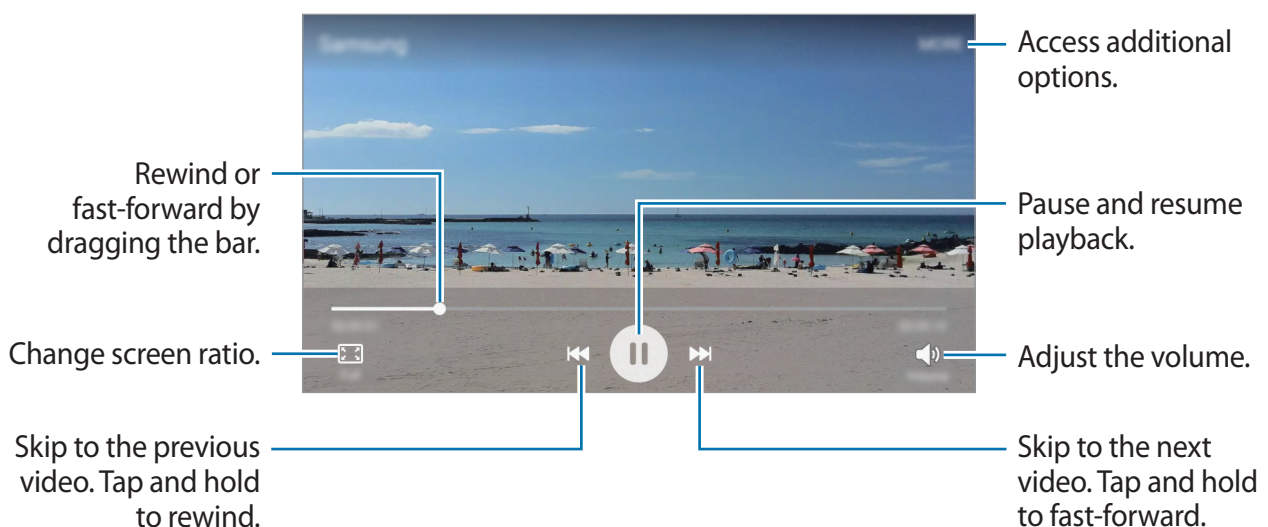 Samsung
MORE
Access additional
options.
Rewind or
fast-forward by
dragging the bar.
Pause and resume
playback.
Change screen ratio.
Adjust the volume.
Skip to the previous
video. Tap and hold
to rewind.
Skip to the next
video. Tap and hold
to fast-forward.